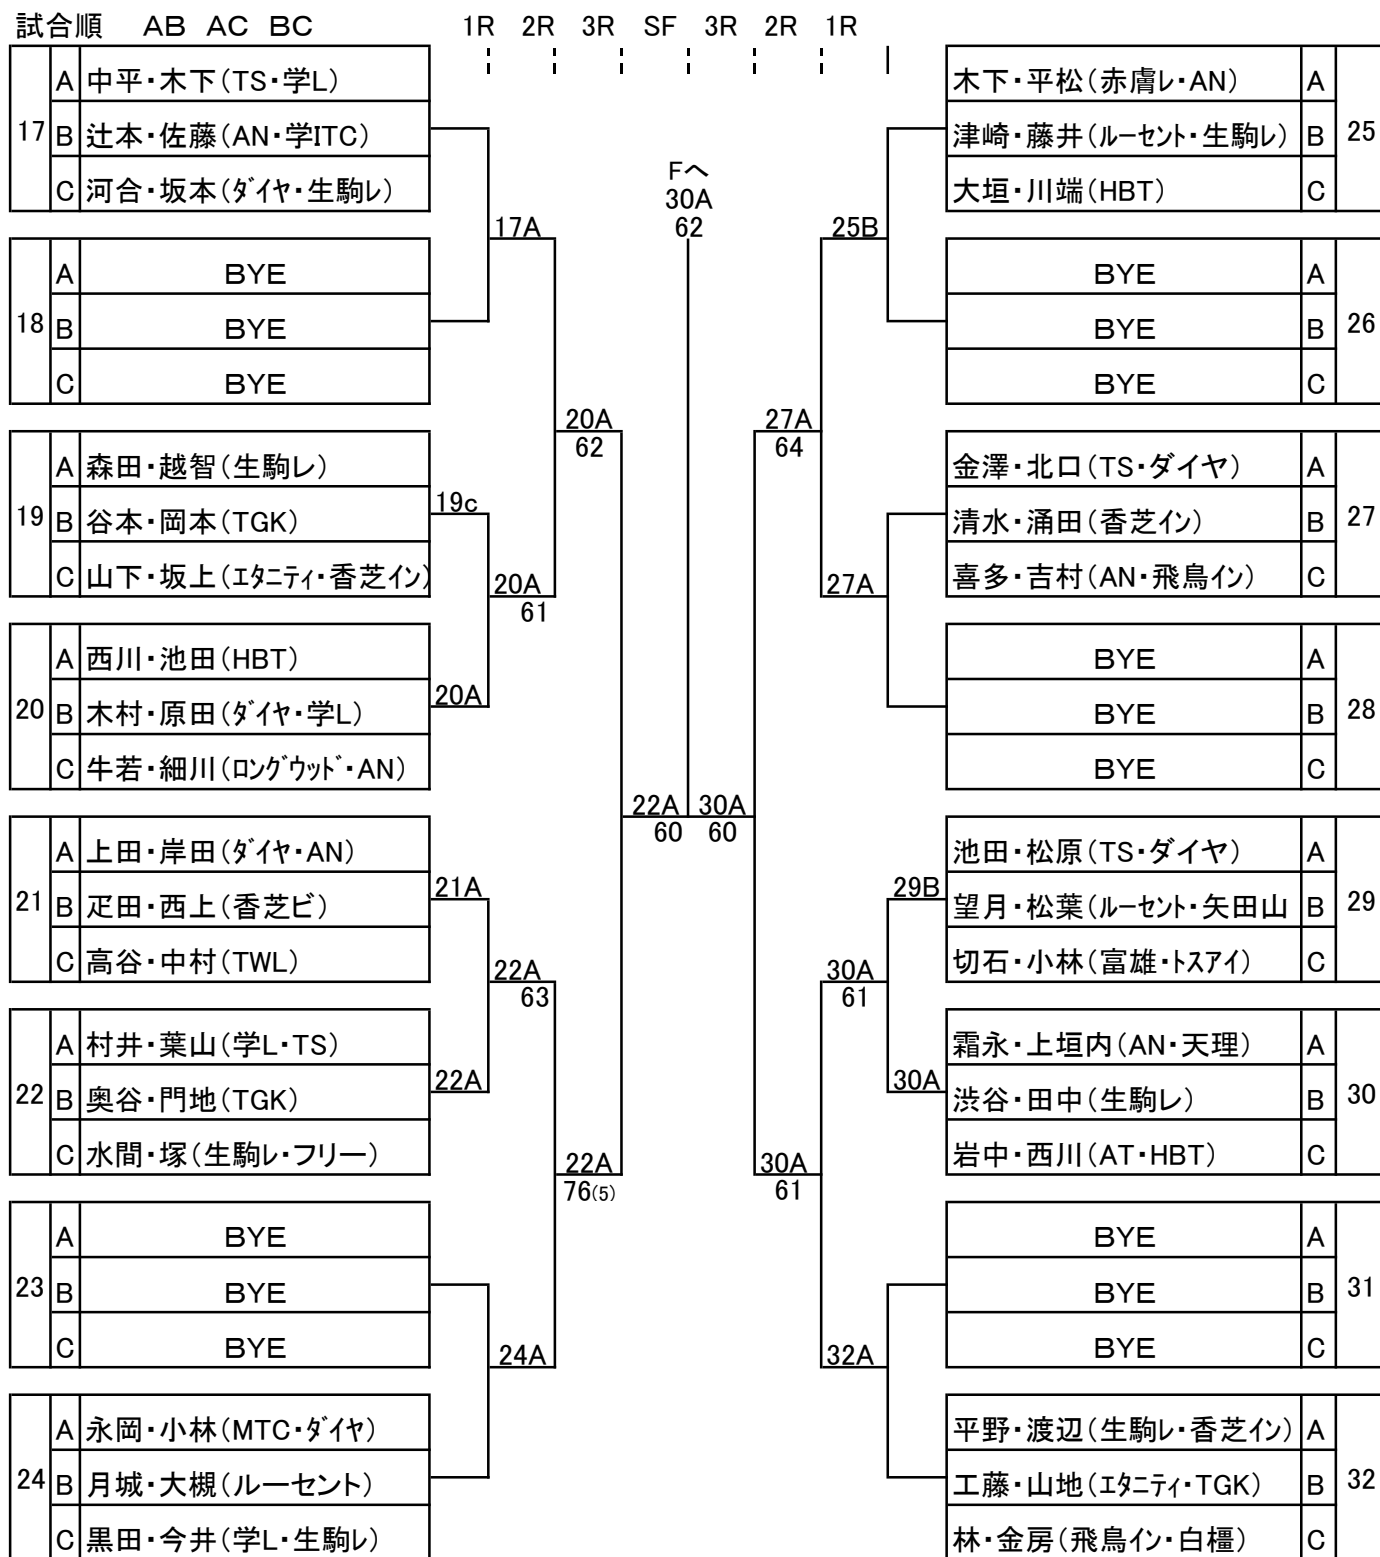 試合順 AB AC BC
1R 2R 3R SF 3R 2R 1R
17
A 中平・木下(TS・学L)
B 辻本・佐藤(AN・学ITC)
C 河合・坂本(ダイヤ・生駒レ)
17A
18
A BYE
B BYE
C BYE
20A
62
19
A 森田・越智(生駒レ)
B 谷本・岡本(TGK)
C 山下・坂上(エタニティ・香芝イン)
19c
20A
61
20
A 西川・池田(HBT)
B 木村・原田(ダイヤ・学L)
C 牛若・細川(ロングウッド・AN)
20A
21
A 上田・岸田(ダイヤ・AN)
B 疋田・西上(香芝ビ)
C 高谷・中村(TWL)
21A
22A
63
22
A 村井・葉山(学L・TS)
B 奥谷・門地(TGK)
C 水間・塚(生駒レ・フリー)
22A
22A
76(5)
23
A BYE
B BYE
C BYE
24A
24
A 永岡・小林(MTC・ダイヤ)
B 月城・大槻(ルーセント)
C 黒田・今井(学L・生駒レ)
Fへ
30A
62
22A
60
30A
60
木下・平松(赤膚レ・AN) A
津崎・藤井(ルーセント・生駒レ) B
大垣・川端(HBT) C
25
25B
BYE A
BYE B
BYE C
26
27A
64
金澤・北口(TS・ダイヤ) A
清水・涌田(香芝イン) B
喜多・吉村(AN・飛鳥イン) C
27
27A
BYE A
BYE B
BYE C
28
池田・松原(TS・ダイヤ) A
望月・松葉(ルーセント・矢田山 B
切石・小林(富雄・トスアイ) C
29
29B
30A
61
霜永・上垣内(AN・天理) A
渋谷・田中(生駒レ) B
岩中・西川(AT・HBT) C
30
30A
30A
61
BYE A
BYE B
BYE C
31
32A
平野・渡辺(生駒レ・香芝イン) A
工藤・山地(エタニティ・TGK) B
林・金房(飛鳥イン・白橿) C
32